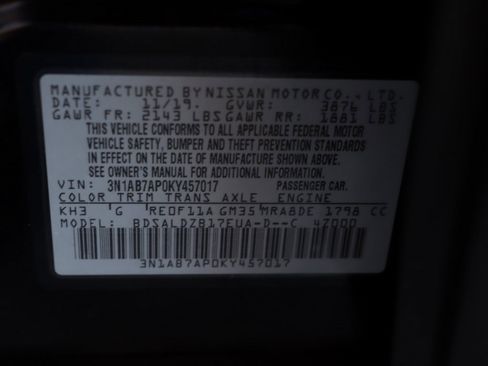 MANUFACTURED BY NISSAN MOTOR CO., LTD.
DATE: 11/19. GVWR: 3876 LBS
GAWR FR: 2143 LBS GAWR RR: 1881 LBS
THIS VEHICLE CONFORMS TO ALL APPLICABLE FEDERAL MOTOR
VEHICLE SAFETY, BUMPER AND THEFT PREVENTION STANDARDS
IN EFFECT ON THE DATE OF MANUFACTURE SHOWN ABOVE.
SEE OWNER'S MANUAL FOR ADDITIONAL INFORMATION.
VIN: 3N1AB7AP0KY457017 PASSENGER CAR.
COLOR TRIM TRANS AXLE ENGINE
KH3 G RE0F11A GM35 MRA8DE 1798 CC
MODEL: BDSALDZB17EUA-D--C 4Z000
3N1AB7AP0KY457017